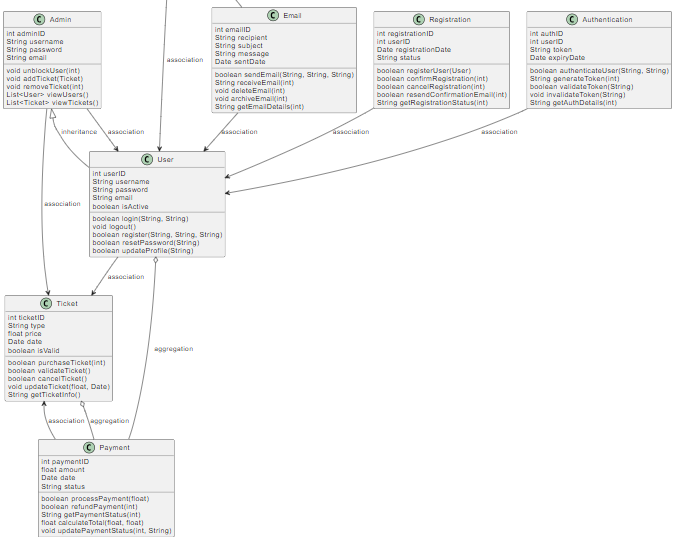 C Admin
int adminID
String username
String password
String email
void unblockUser(int)
void addTicket(Ticket)
void removeTicket(int)
List<User> viewUsers()
List<Ticket> viewTickets()
association
C Email
int emailID
String recipient
String subject
String message
Date sentDate
boolean sendEmail(String, String, String)
String receiveEmail(int)
void deleteEmail(int)
void archiveEmail(int)
String getEmailDetails(int)
C Registration
int registrationID
int userID
Date registrationDate
String status
boolean registerUser(User)
boolean confirmRegistration(int)
boolean cancelRegistration(int)
boolean resendConfirmationEmail(int)
String getRegistrationStatus(int)
C Authentication
int authID
int userID
String token
Date expiryDate
boolean authenticateUser(String, String)
String generateToken(int)
boolean validateToken(String)
void invalidateToken(String)
String getAuthDetails(int)
inheritance
association
association
association
association
C User
int userID
String username
String password
String email
boolean isActive
boolean login(String, String)
void logout()
boolean register(String, String, String)
boolean resetPassword(String)
boolean updateProfile(String)
association
association
C Ticket
int ticketID
String type
float price
Date date
boolean isValid
boolean purchaseTicket(int)
boolean validateTicket()
boolean cancelTicket()
void updateTicket(float, Date)
String getTicketInfo()
aggregation
association
aggregation
C Payment
int paymentID
float amount
Date date
String status
boolean processPayment(float)
boolean refundPayment(int)
String getPaymentStatus(int)
float calculateTotal(float, float)
void updatePaymentStatus(int, String)